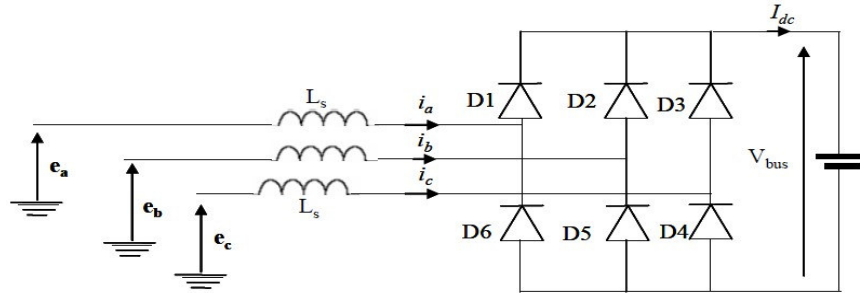 I_dc
L_s
i_a
D1
D2
D3
i_b
e_a
V_bus
i_c
L_s
e_b
D6
D5
D4
e_c